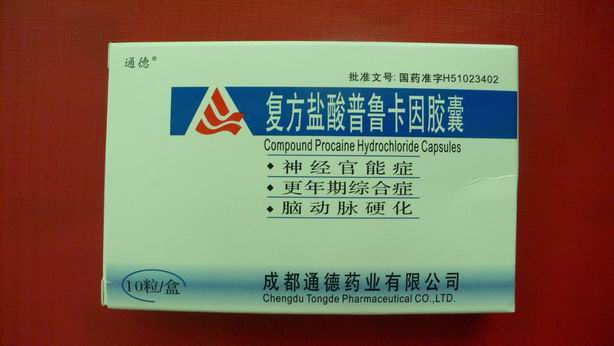 通德®
批准文号: 国药准字H51023402
复方盐酸普鲁卡因胶囊
Compound Procaine Hydrochloride Capsules
◆ 神经官能症
◆ 更年期综合症
◆ 脑动脉硬化
10粒/盒
成都通德药业有限公司
Chengdu Tongde Pharmaceutical CO.,LTD.